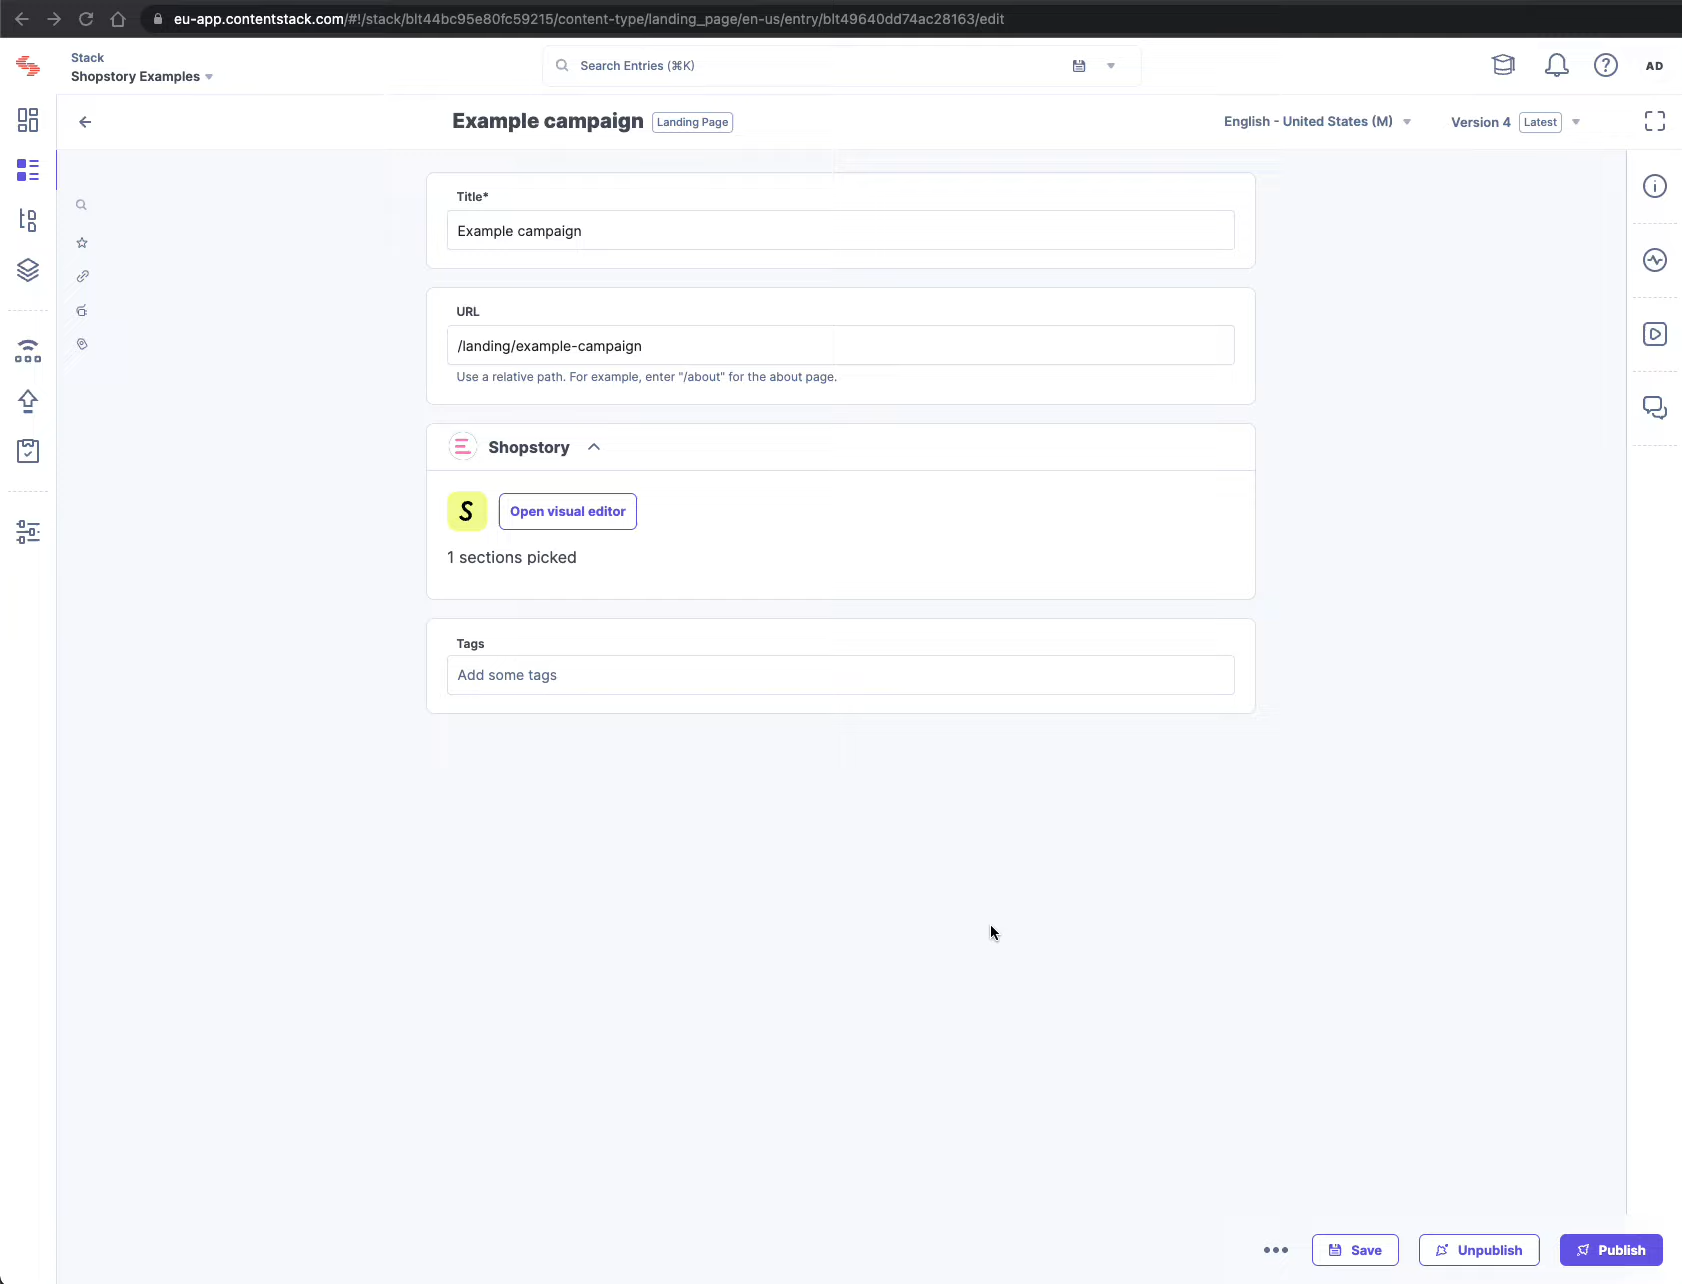 eu-app.contentstack.com/#!/stack/blt44bc95e80fc59215/content-type/landing_page/en-us/entry/blt49640dd74ac28163/edit
Stack
Shopstory Examples
Search Entries (⌘K)
AD
Example campaign
Landing Page
English - United States (M)
Version 4
Latest
Title*
Example campaign
URL
/landing/example-campaign
Use a relative path. For example, enter "/about" for the about page.
Shopstory
S
Open visual editor
1 sections picked
Tags
Add some tags
Save
Unpublish
Publish